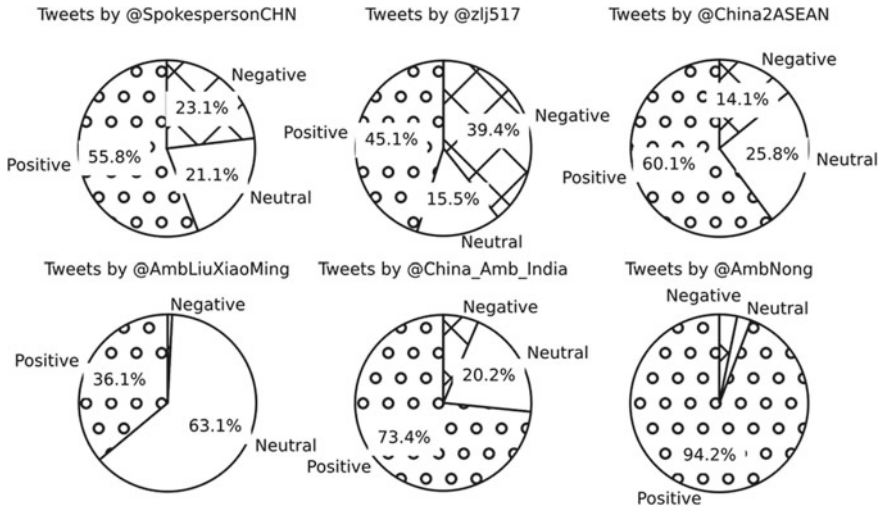 Tweets by @SpokespersonCHN
Negative
23.1%
Positive
55.8%
21.1%
Neutral
Tweets by @zlj517
Positive
45.1%
39.4%
Negative
15.5%
Neutral
Tweets by @China2ASEAN
Negative
14.1%
25.8%
Neutral
60.1%
Positive
Tweets by @AmbLiuXiaoMing
Negative
Positive
36.1%
63.1%
Neutral
Tweets by @China_Amb_India
Negative
Neutral
20.2%
73.4%
Positive
Tweets by @AmbNong
Negative
Neutral
94.2%
Positive